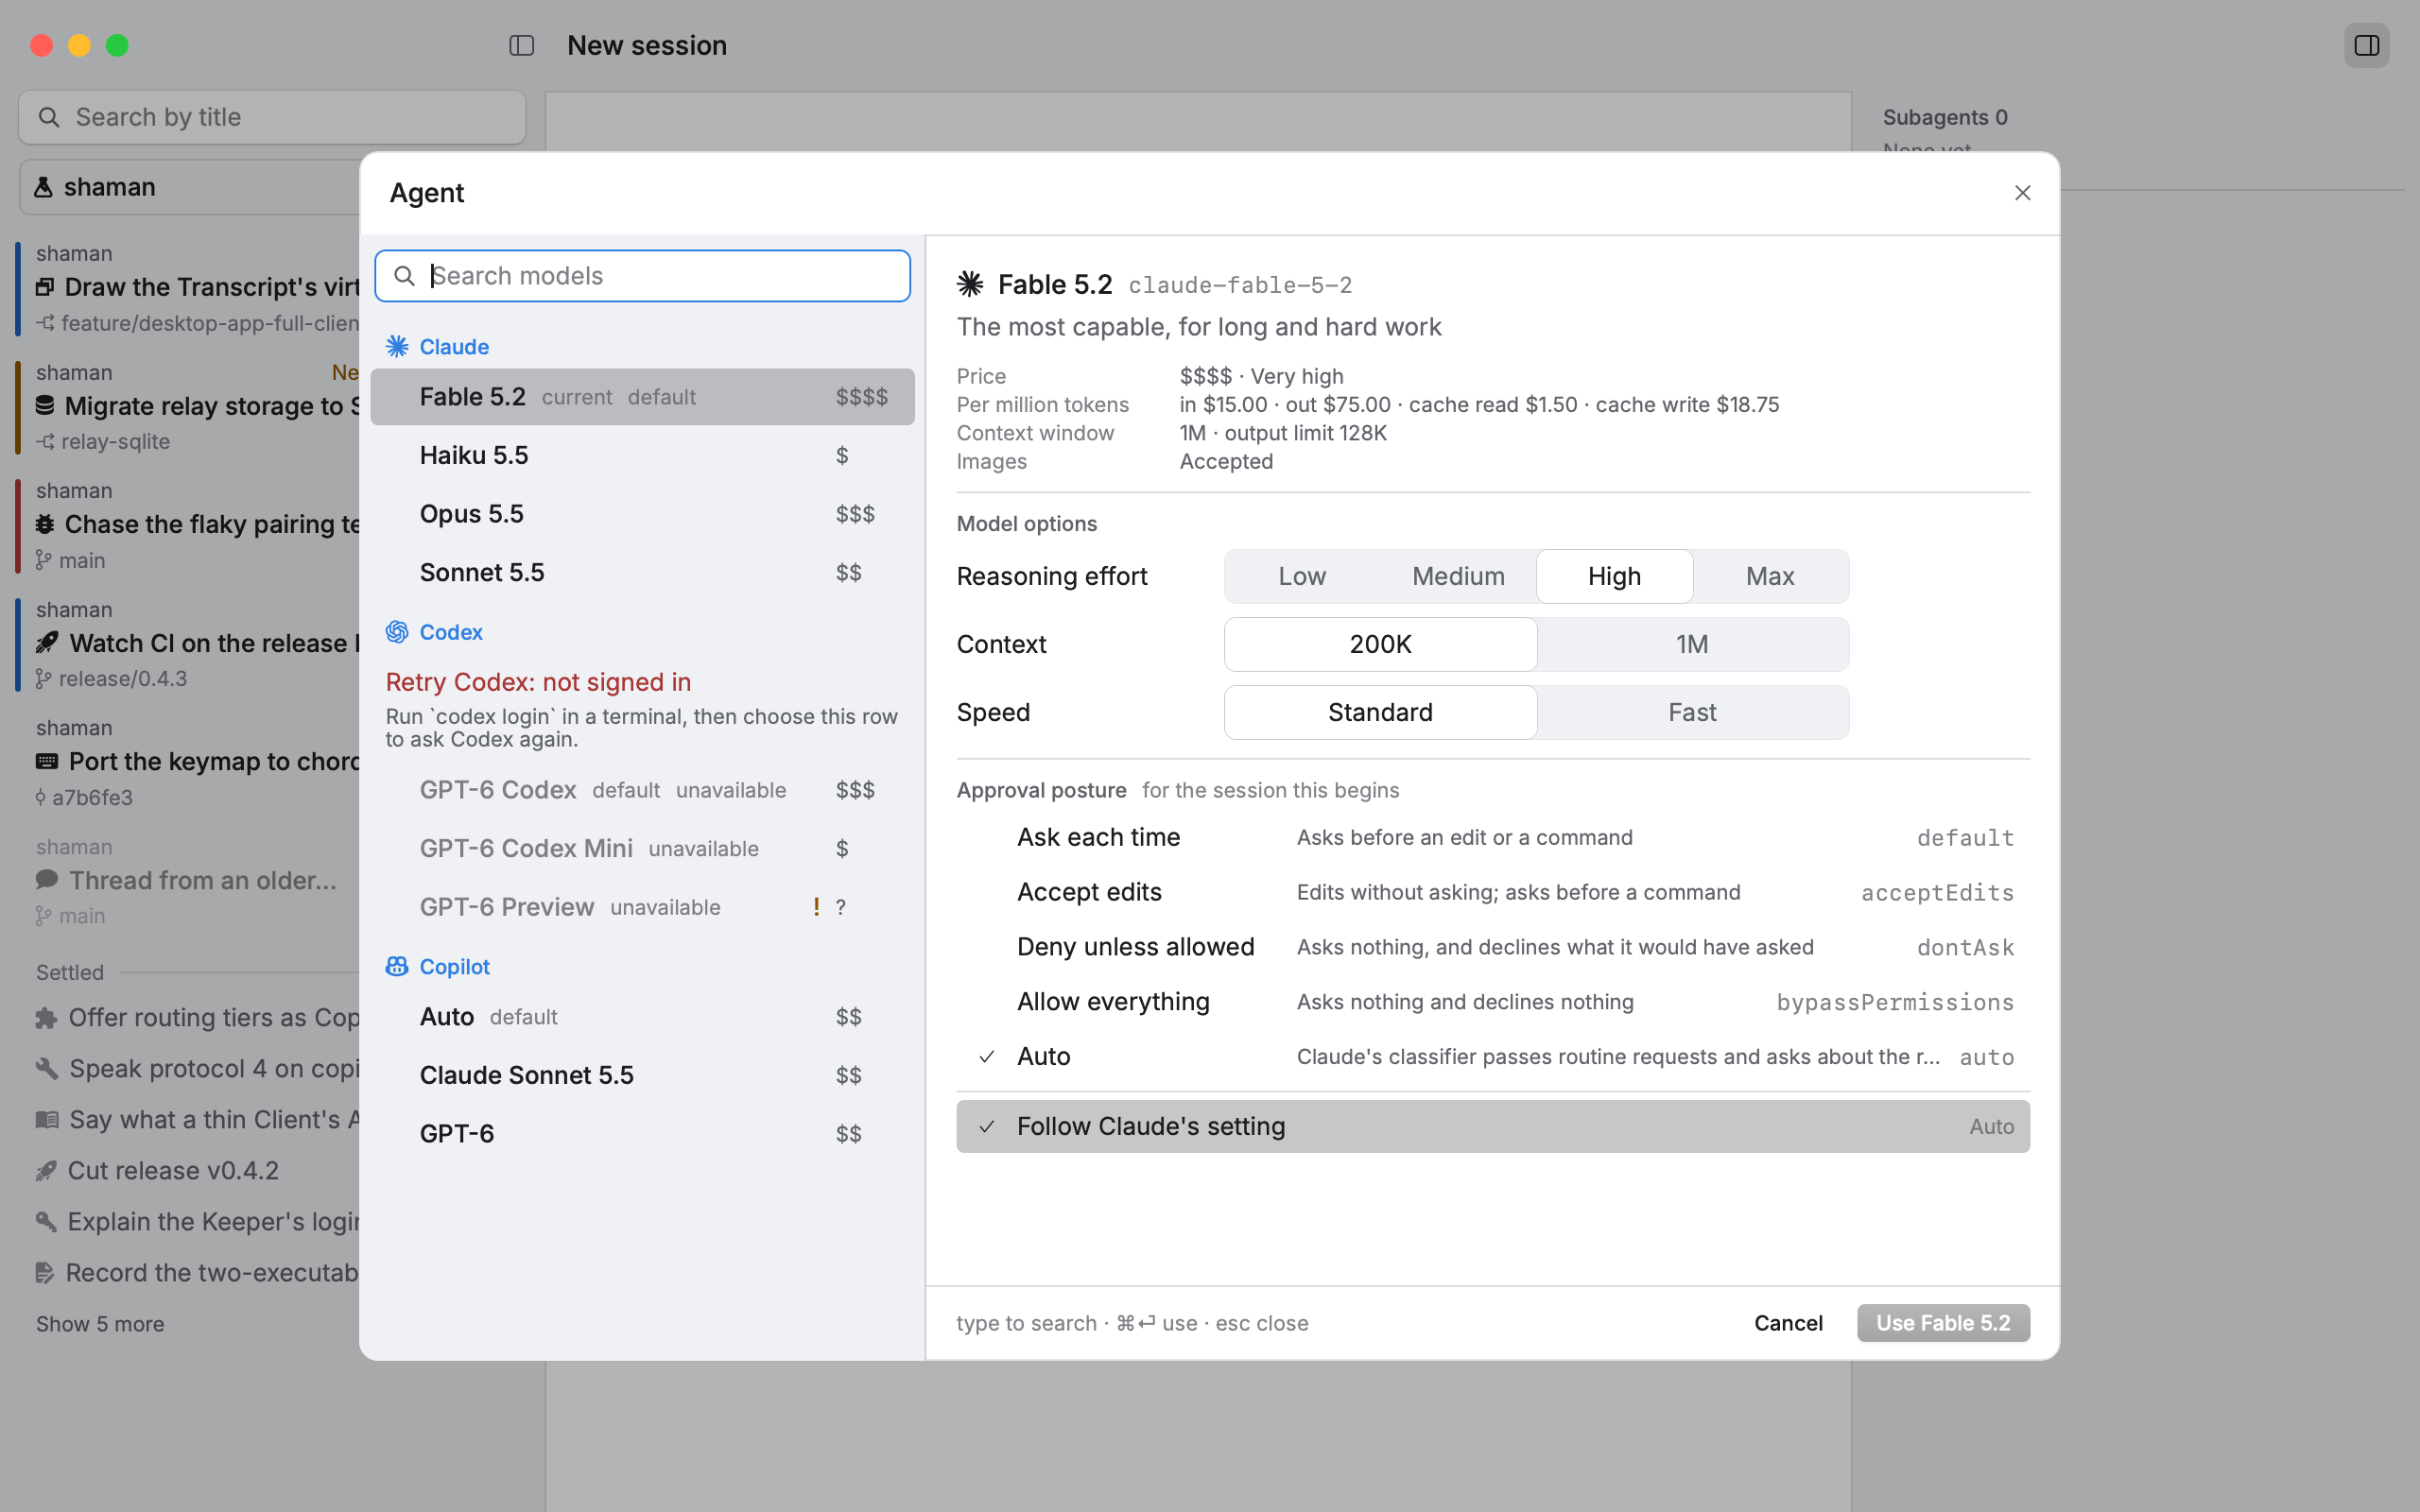 New session
Search by title
shaman
shaman
Draw the Transcript's virt
feature/desktop-app-full-clien
shaman Ne
Migrate relay storage to S
relay-sqlite
shaman
Chase the flaky pairing te
main
shaman
Watch CI on the release
release/0.4.3
shaman
Port the keymap to chord
a7b6fe3
shaman
Thread from an older...
main
Settled
Offer routing tiers as Cop
Speak protocol 4 on copi
Say what a thin Client's A
Cut release v0.4.2
Explain the Keeper's login
Record the two-executab
Show 5 more
Subagents 0
None yet
Agent
Search models
Claude
Fable 5.2 current default $$$$
Haiku 5.5 $
Opus 5.5 $$$
Sonnet 5.5 $$
Codex
Retry Codex: not signed in
Run `codex login` in a terminal, then choose this row
to ask Codex again.
GPT-6 Codex default unavailable $$$
GPT-6 Codex Mini unavailable $
GPT-6 Preview unavailable ! ?
Copilot
Auto default $$
Claude Sonnet 5.5 $$
GPT-6 $$
Fable 5.2 claude-fable-5-2
The most capable, for long and hard work
Price $$$$ · Very high
Per million tokens in $15.00 · out $75.00 · cache read $1.50 · cache write $18.75
Context window 1M · output limit 128K
Images Accepted
Model options
Reasoning effort Low Medium High Max
Context 200K 1M
Speed Standard Fast
Approval posture for the session this begins
Ask each time Asks before an edit or a command default
Accept edits Edits without asking; asks before a command acceptEdits
Deny unless allowed Asks nothing, and declines what it would have asked dontAsk
Allow everything Asks nothing and declines nothing bypassPermissions
Auto Claude's classifier passes routine requests and asks about the r... auto
Follow Claude's setting Auto
type to search · ⌘⏎ use · esc close
Cancel
Use Fable 5.2